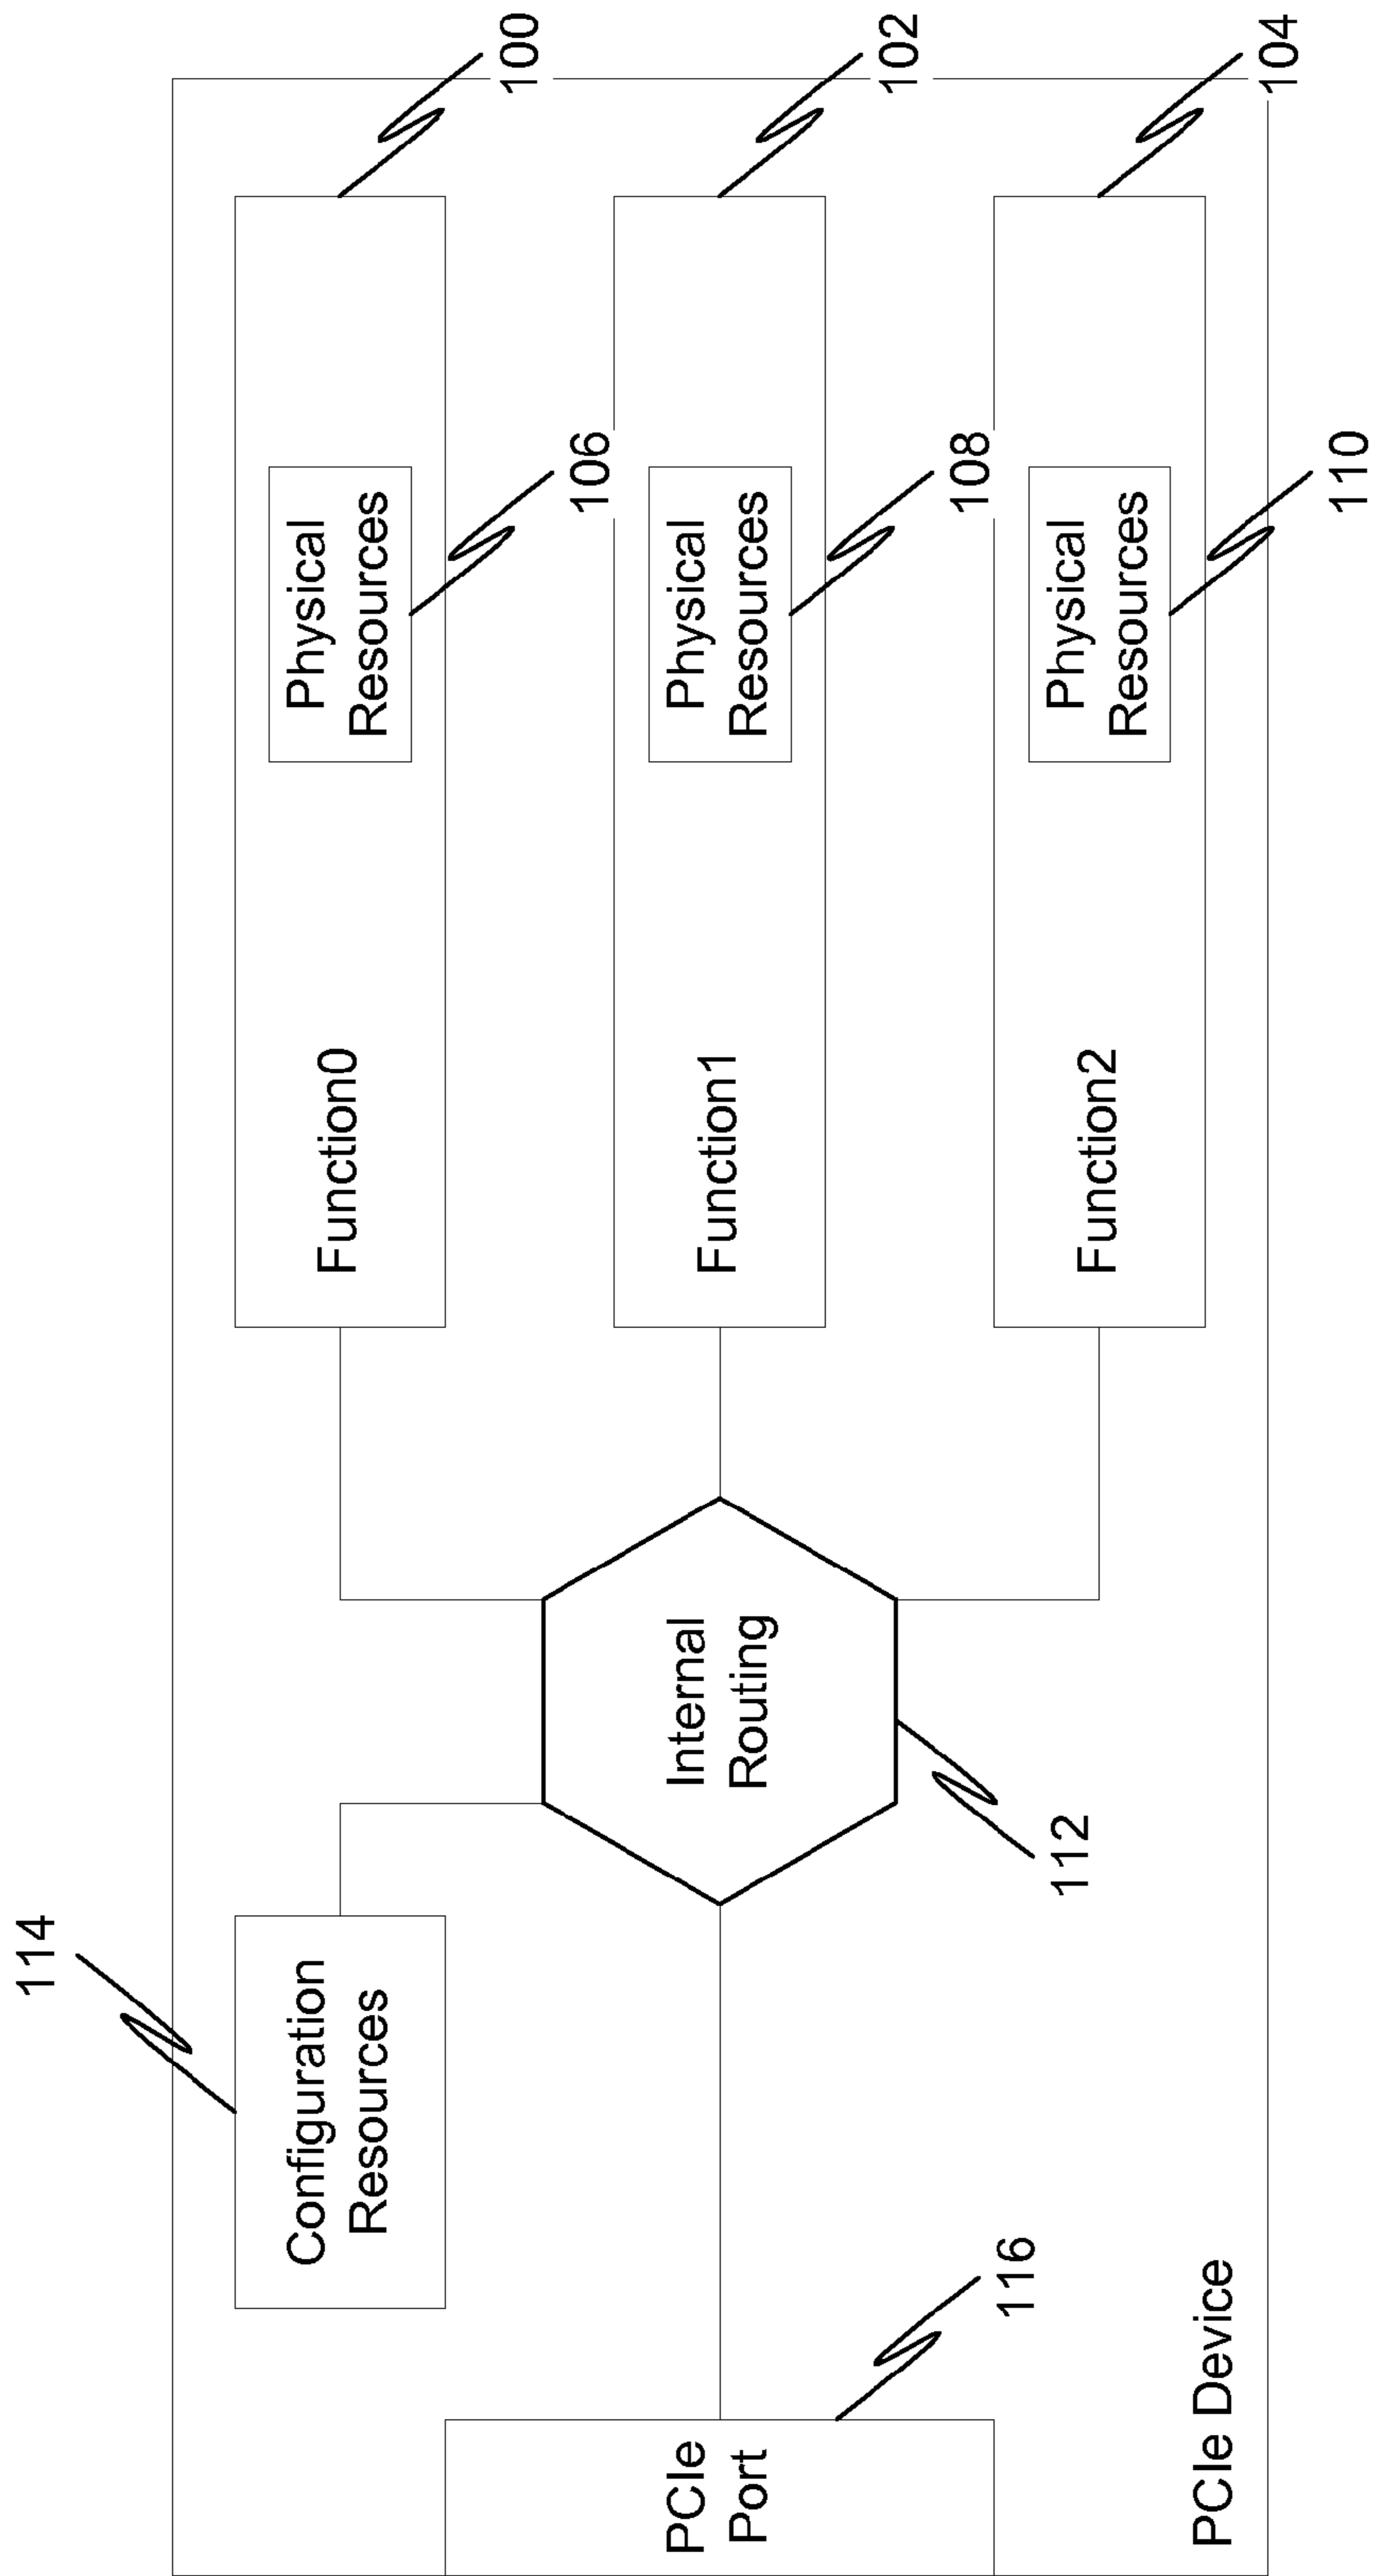 114
Configuration
Resources
Function0
Physical
Resources
100
106
PCIe
Port
Internal
Routing
Function1
Physical
Resources
102
108
116
112
Function2
Physical
Resources
104
110
PCIe Device